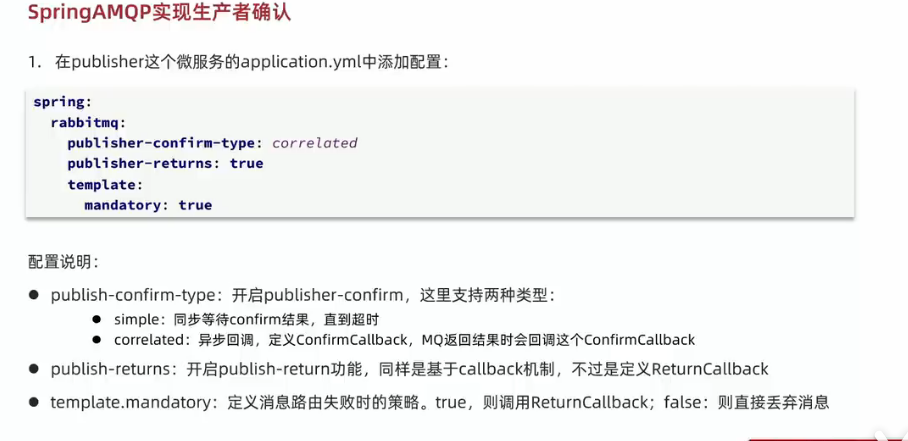 SpringAMQP实现生产者确认
1. 在publisher这个微服务的application.yml中添加配置：
spring:
rabbitmq:
publisher-confirm-type: correlated
publisher-returns: true
template:
mandatory: true
配置说明：
● publish-confirm-type：开启publisher-confirm，这里支持两种类型：
● simple：同步等待confirm结果，直到超时
● correlated：异步回调，定义ConfirmCallback，MQ返回结果时会回调这个ConfirmCallback
● publish-returns：开启publish-return功能，同样是基于callback机制，不过是定义ReturnCallback
● template.mandatory：定义消息路由失败时的策略。true，则调用ReturnCallback；false：则直接丢弃消息